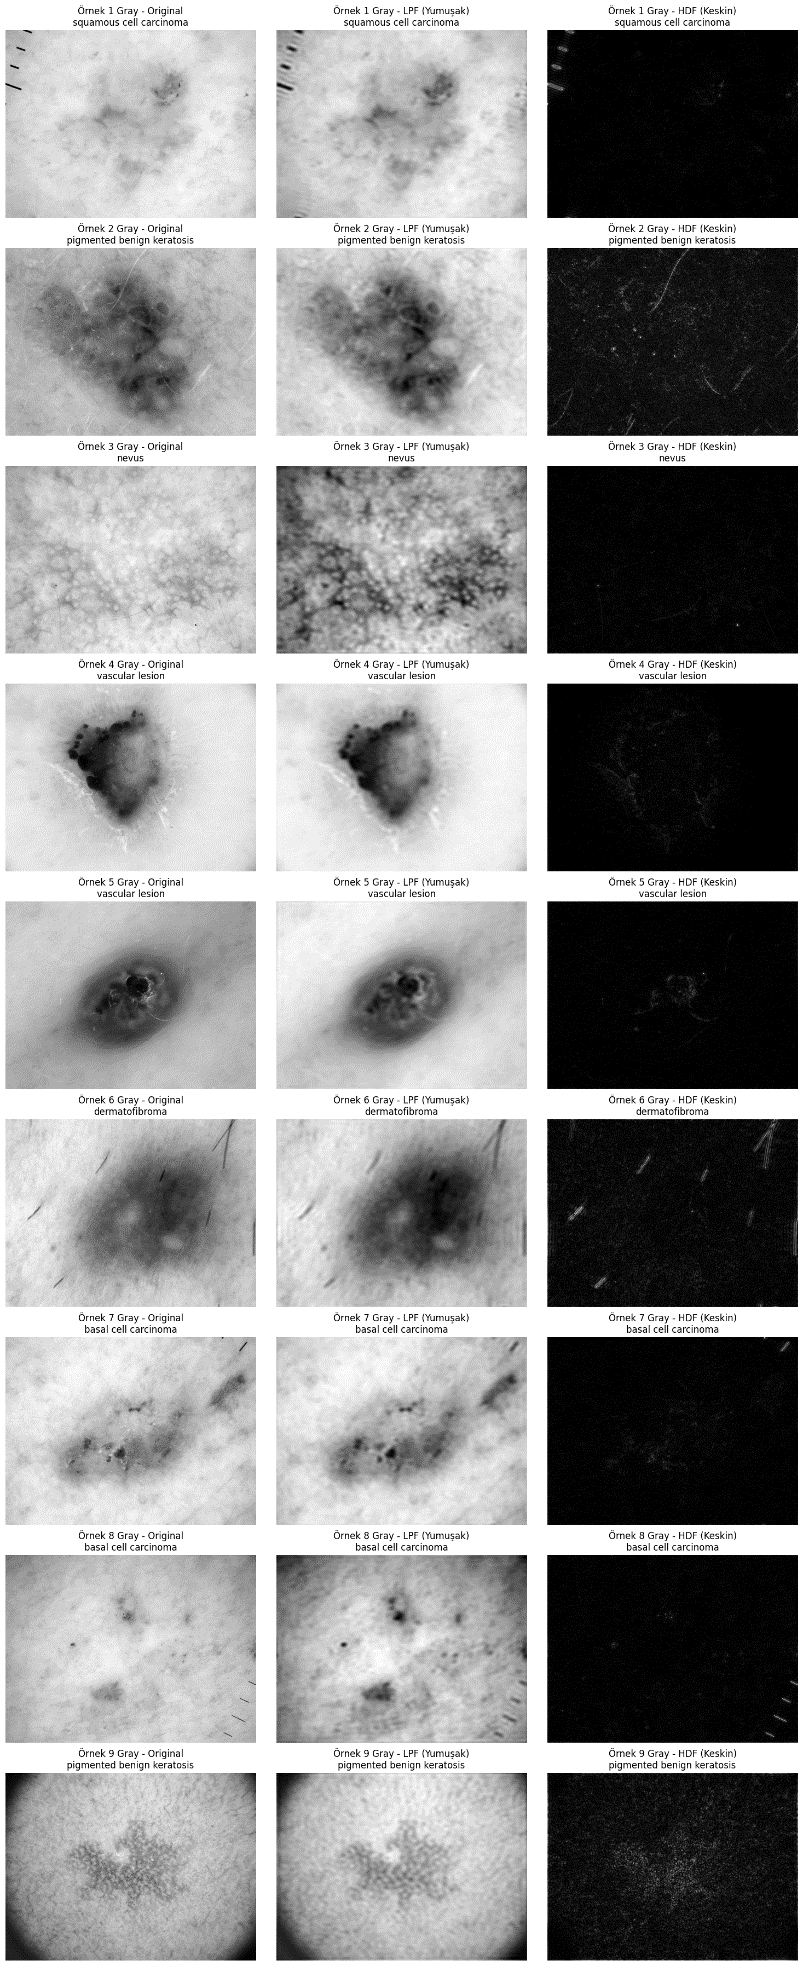 Örnek 1 Gray - Original
squamous cell carcinoma
Örnek 1 Gray - LPF (Yumuşak)
squamous cell carcinoma
Örnek 1 Gray - HDF (Keskin)
squamous cell carcinoma
Örnek 2 Gray - Original
pigmented benign keratosis
Örnek 2 Gray - LPF (Yumuşak)
pigmented benign keratosis
Örnek 2 Gray - HDF (Keskin)
pigmented benign keratosis
Örnek 3 Gray - Original
nevus
Örnek 3 Gray - LPF (Yumuşak)
nevus
Örnek 3 Gray - HDF (Keskin)
nevus
Örnek 4 Gray - Original
vascular lesion
Örnek 4 Gray - LPF (Yumuşak)
vascular lesion
Örnek 4 Gray - HDF (Keskin)
vascular lesion
Örnek 5 Gray - Original
vascular lesion
Örnek 5 Gray - LPF (Yumuşak)
vascular lesion
Örnek 5 Gray - HDF (Keskin)
vascular lesion
Örnek 6 Gray - Original
dermatofibroma
Örnek 6 Gray - LPF (Yumuşak)
dermatofibroma
Örnek 6 Gray - HDF (Keskin)
dermatofibroma
Örnek 7 Gray - Original
basal cell carcinoma
Örnek 7 Gray - LPF (Yumuşak)
basal cell carcinoma
Örnek 7 Gray - HDF (Keskin)
basal cell carcinoma
Örnek 8 Gray - Original
basal cell carcinoma
Örnek 8 Gray - LPF (Yumuşak)
basal cell carcinoma
Örnek 8 Gray - HDF (Keskin)
basal cell carcinoma
Örnek 9 Gray - Original
pigmented benign keratosis
Örnek 9 Gray - LPF (Yumuşak)
pigmented benign keratosis
Örnek 9 Gray - HDF (Keskin)
pigmented benign keratosis